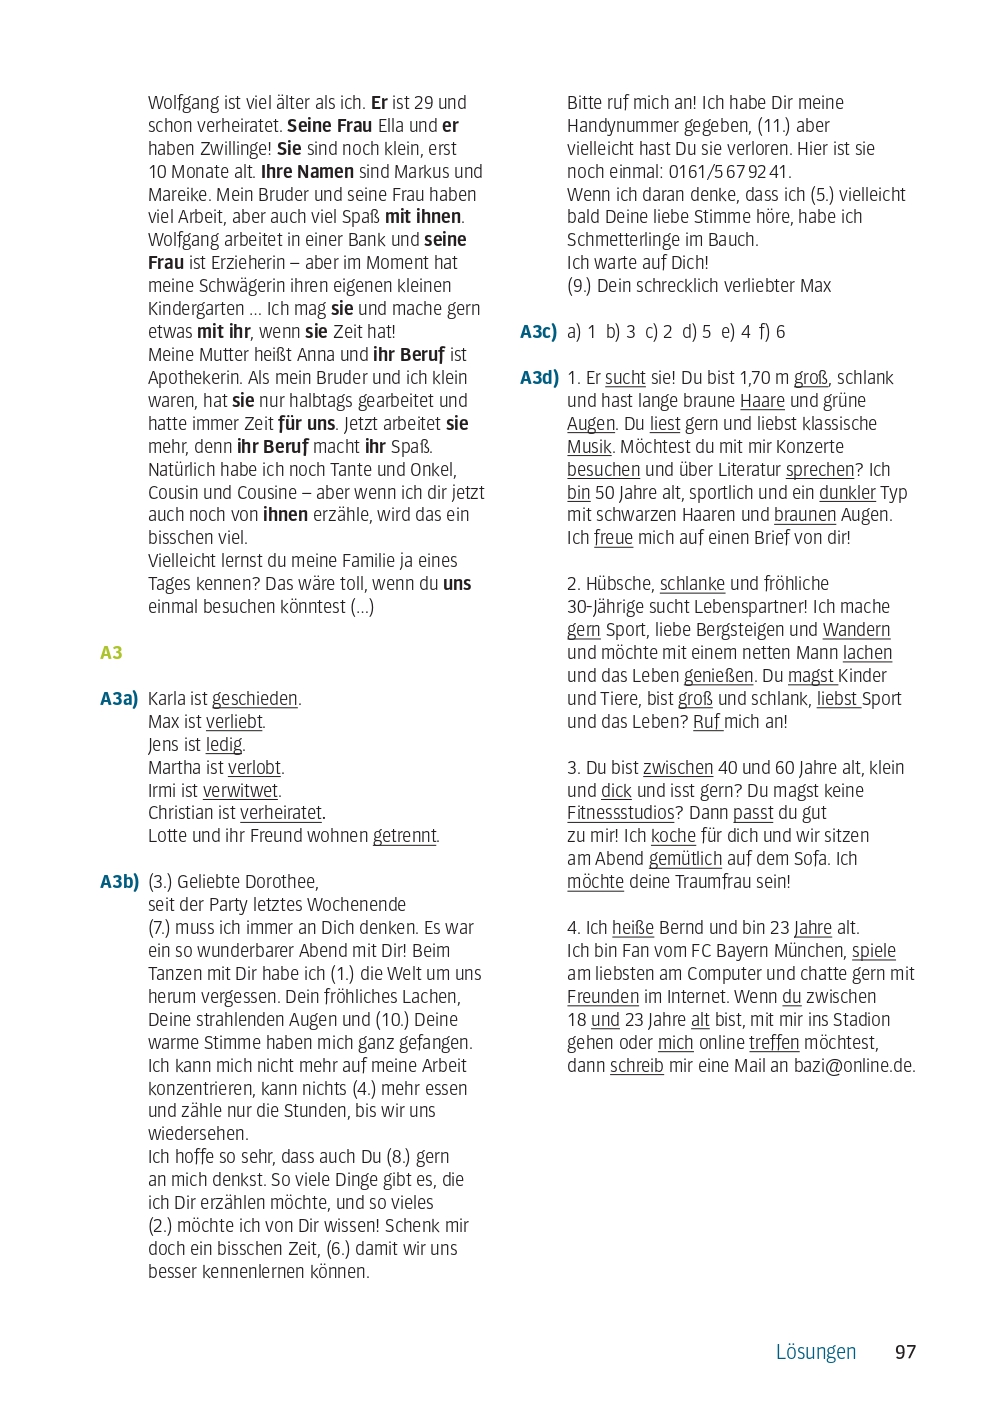 Wolfgang ist viel älter als ich. Er ist 29 und
schon verheiratet. Seine Frau Ella und er
haben Zwillinge! Sie sind noch klein, erst
10 Monate alt. Ihre Namen sind Markus und
Mareike. Mein Bruder und seine Frau haben
viel Arbeit, aber auch viel Spaß mit ihnen.
Wolfgang arbeitet in einer Bank und seine
Frau ist Erzieherin – aber im Moment hat
meine Schwägerin ihren eigenen kleinen
Kindergarten ... Ich mag sie und mache gern
etwas mit ihr, wenn sie Zeit hat!
Meine Mutter heißt Anna und ihr Beruf ist
Apothekerin. Als mein Bruder und ich klein
waren, hat sie nur halbtags gearbeitet und
hatte immer Zeit für uns. Jetzt arbeitet sie
mehr, denn ihr Beruf macht ihr Spaß.
Natürlich habe ich noch Tante und Onkel,
Cousin und Cousine – aber wenn ich dir jetzt
auch noch von ihnen erzähle, wird das ein
bisschen viel.
Vielleicht lernst du meine Familie ja eines
Tages kennen? Das wäre toll, wenn du uns
einmal besuchen könntest (...)
A3
A3a) Karla ist geschieden.
Max ist verliebt.
Jens ist ledig.
Martha ist verlobt.
Irmi ist verwitwet.
Christian ist verheiratet.
Lotte und ihr Freund wohnen getrennt.
A3b) (3.) Geliebte Dorothee,
seit der Party letztes Wochenende
(7.) muss ich immer an Dich denken. Es war
ein so wunderbarer Abend mit Dir! Beim
Tanzen mit Dir habe ich (1.) die Welt um uns
herum vergessen. Dein fröhliches Lachen,
Deine strahlenden Augen und (10.) Deine
warme Stimme haben mich ganz gefangen.
Ich kann mich nicht mehr auf meine Arbeit
konzentrieren, kann nichts (4.) mehr essen
und zähle nur die Stunden, bis wir uns
wiedersehen.
Ich hoffe so sehr, dass auch Du (8.) gern
an mich denkst. So viele Dinge gibt es, die
ich Dir erzählen möchte, und so vieles
(2.) möchte ich von Dir wissen! Schenk mir
doch ein bisschen Zeit, (6.) damit wir uns
besser kennenlernen können.
Bitte ruf mich an! Ich habe Dir meine
Handynummer gegeben, (11.) aber
vielleicht hast Du sie verloren. Hier ist sie
noch einmal: 0161/5 67 92 41.
Wenn ich daran denke, dass ich (5.) vielleicht
bald Deine liebe Stimme höre, habe ich
Schmetterlinge im Bauch.
Ich warte auf Dich!
(9.) Dein schrecklich verliebter Max
A3c) a) 1 b) 3 c) 2 d) 5 e) 4 f) 6
A3d) 1. Er sucht sie! Du bist 1,70 m groß, schlank
und hast lange braune Haare und grüne
Augen. Du liest gern und liebst klassische
Musik. Möchtest du mit mir Konzerte
besuchen und über Literatur sprechen? Ich
bin 50 Jahre alt, sportlich und ein dunkler Typ
mit schwarzen Haaren und braunen Augen.
Ich freue mich auf einen Brief von dir!
2. Hübsche, schlanke und fröhliche
30-Jährige sucht Lebenspartner! Ich mache
gern Sport, liebe Bergsteigen und Wandern
und möchte mit einem netten Mann lachen
und das Leben genießen. Du magst Kinder
und Tiere, bist groß und schlank, liebst Sport
und das Leben? Ruf mich an!
3. Du bist zwischen 40 und 60 Jahre alt, klein
und dick und isst gern? Du magst keine
Fitnessstudios? Dann passt du gut
zu mir! Ich koche für dich und wir sitzen
am Abend gemütlich auf dem Sofa. Ich
möchte deine Traumfrau sein!
4. Ich heiße Bernd und bin 23 Jahre alt.
Ich bin Fan vom FC Bayern München, spiele
am liebsten am Computer und chatte gern mit
Freunden im Internet. Wenn du zwischen
18 und 23 Jahre alt bist, mit mir ins Stadion
gehen oder mich online treffen möchtest,
dann schreib mir eine Mail an bazi@online.de.
Lösungen 97